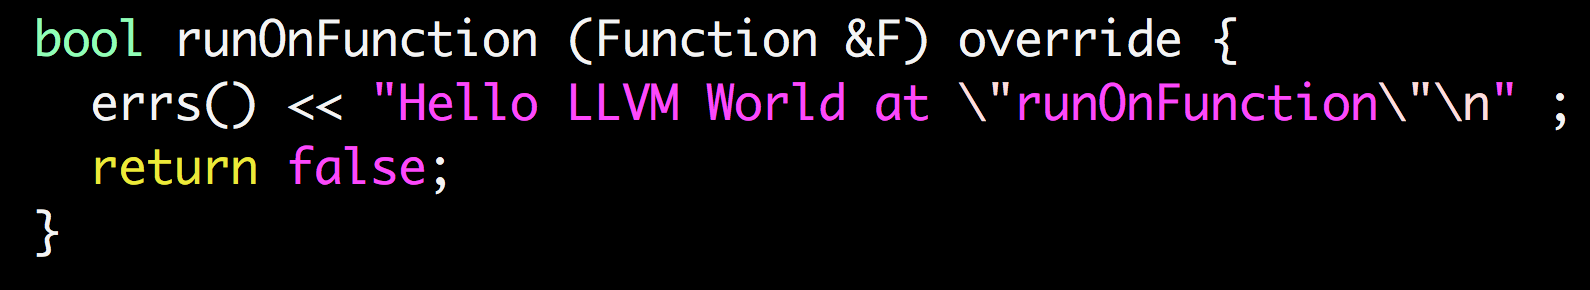 bool runOnFunction (Function &F) override {
  errs() << "Hello LLVM World at \"runOnFunction\"\n" ;
  return false;
}